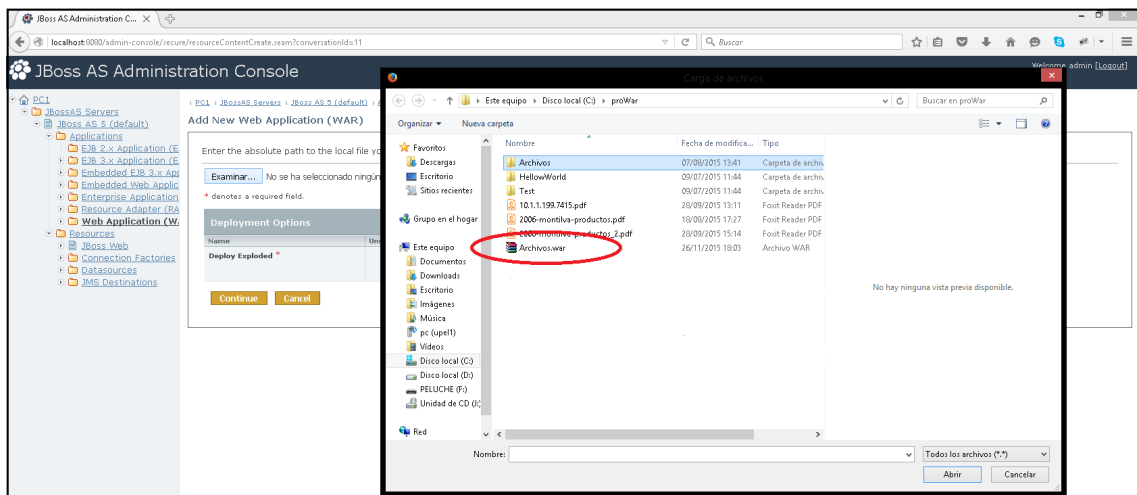 JBoss AS Administration C...
localhost:8080/admin-console/secure/resourceContentCreate.seam?conversationId=11
Buscar
JBoss AS Administration Console
Welcome admin [Logout]
PC1
JBossAS Servers
JBoss AS 5 (default)
Applications
EJB 2.x Application (E
EJB 3.x Application (E
Embedded EJB 3.x App
Embedded Web Applic
Enterprise Application
Resource Adapter (RA
Web Application (W
Resources
JBoss Web
Connection Factories
Datasources
JMS Destinations
PC1 JBossAS Servers JBoss AS 5 (default)
Add New Web Application (WAR)
Enter the absolute path to the local file yo
Examinar... No se ha seleccionado ningún
* denotes a required field.
Deployment Options
Name Uns
Deploy Exploded *
Continue Cancel
Carga de archivos
Este equipo Disco local (C:) proWar
Buscar en proWar
Organizar Nueva carpeta
Favoritos
Descargas
Escritorio
Sitios recientes
Grupo en el hogar
Este equipo
Documentos
Downloads
Escritorio
Imágenes
Música
pc (upel1)
Vídeos
Disco local (C:)
Disco local (D:)
PELUCHE (F:)
Unidad de CD (J:)
Red
Nombre Fecha de modifica... Tipo
Archivos 07/08/2015 13:41 Carpeta de archiv
HellowWorld 09/07/2015 11:44 Carpeta de archiv
Test 09/07/2015 11:44 Carpeta de archiv
10.1.1.199.7415.pdf 28/09/2015 13:11 Foxit Reader PDF
2006-montilva-productos.pdf 18/08/2015 17:27 Foxit Reader PDF
2006-montilva-productos_2.pdf 28/09/2015 15:14 Foxit Reader PDF
Archivos.war 26/11/2015 18:03 Archivo WAR
No hay ninguna vista previa disponible.
Nombre:
Todos los archivos (*.*)
Abrir Cancelar